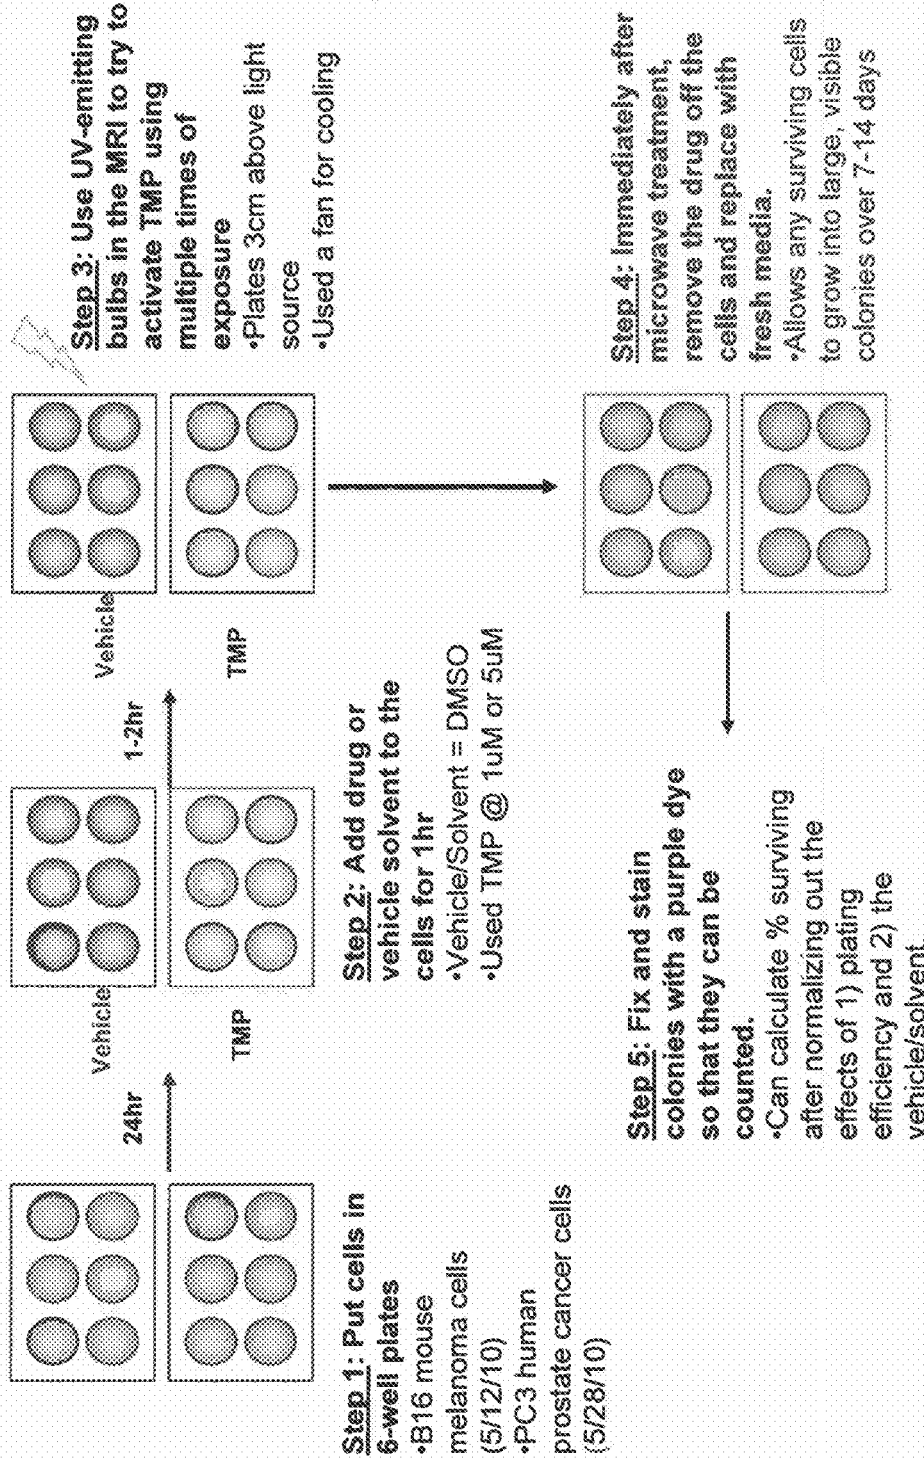 Step 1: Put cells in
6-well plates
•B16 mouse
melanoma cells
(5/12/10)
•PC3 human
prostate cancer cells
(5/28/10)
24hr
Vehicle
TMP
Step 2: Add drug or
vehicle solvent to the
cells for 1hr
•Vehicle/Solvent = DMSO
•Used TMP @ 1uM or 5uM
1-2hr
Vehicle
TMP
Step 3: Use UV-emitting
bulbs in the MRI to try to
activate TMP using
multiple times of
exposure
•Plates 3cm above light
source
•Used a fan for cooling
Step 4: Immediately after
microwave treatment,
remove the drug off the
cells and replace with
fresh media.
•Allows any surviving cells
to grow into large, visible
colonies over 7-14 days
Step 5: Fix and stain
colonies with a purple dye
so that they can be
counted.
•Can calculate % surviving
after normalizing out the
effects of 1) plating
efficiency and 2) the
vehicle/solvent